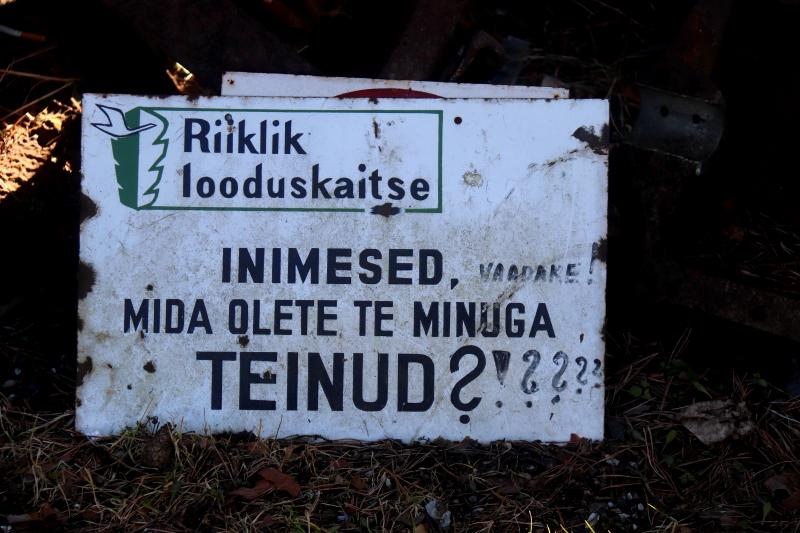 Riiklik
looduskaitse
INIMESED, VAADAKE!
MIDA OLETE TE MINUGA
TEINUD?!????